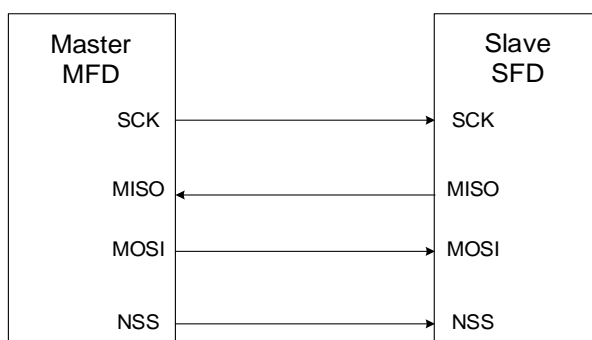 Master
MFD
Slave
SFD
SCK
SCK
MISO
MISO
MOSI
MOSI
NSS
NSS